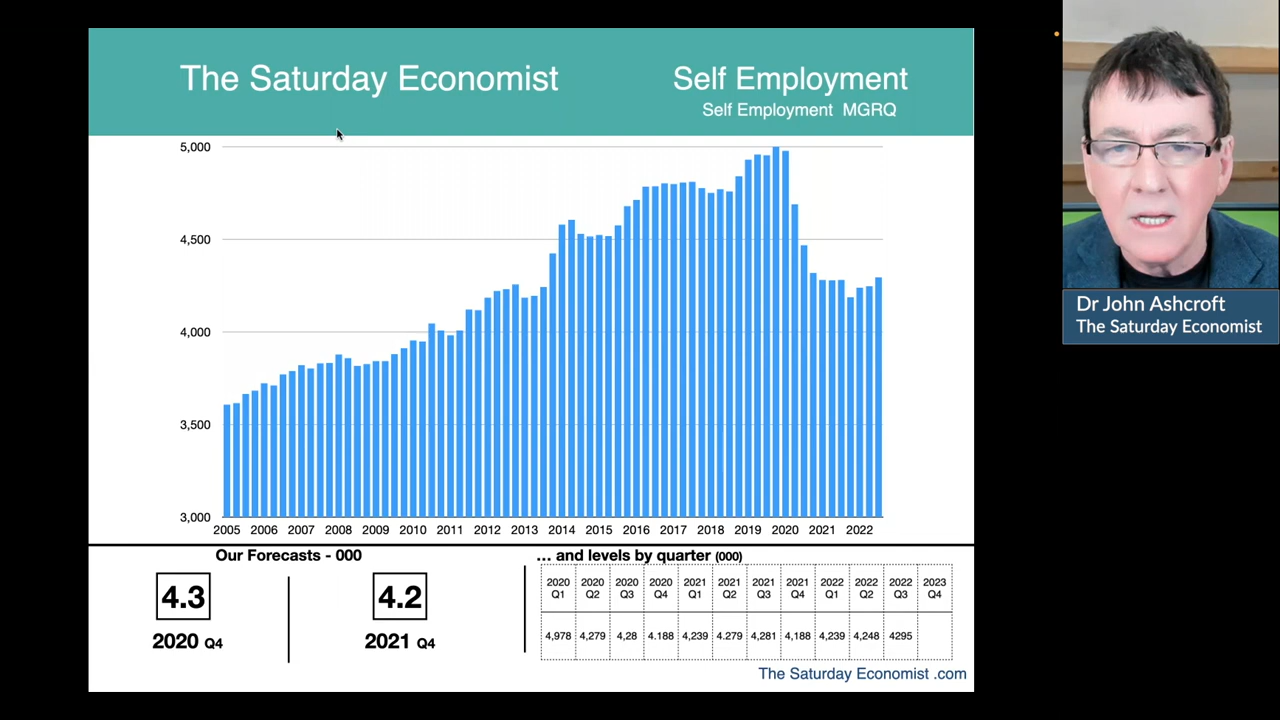 The Saturday Economist
Self Employment
Self Employment MGRQ
5,000
4,500
4,000
3,500
3,000
2005 2006 2007 2008 2009 2010 2011 2012 2013 2014 2015 2016 2017 2018 2019 2020 2021 2022
Our Forecasts - 000
4.3
2020 Q4
4.2
2021 Q4
... and levels by quarter (000)
2020 2020 2020 2020 2021 2021 2021 2021 2022 2022 2022 2023
Q1 Q2 Q3 Q4 Q1 Q2 Q3 Q4 Q1 Q2 Q3 Q4
4,978 4,279 4,28 4.188 4,239 4.279 4,281 4,188 4,239 4,248 4295
The Saturday Economist .com
Dr John Ashcroft
The Saturday Economist